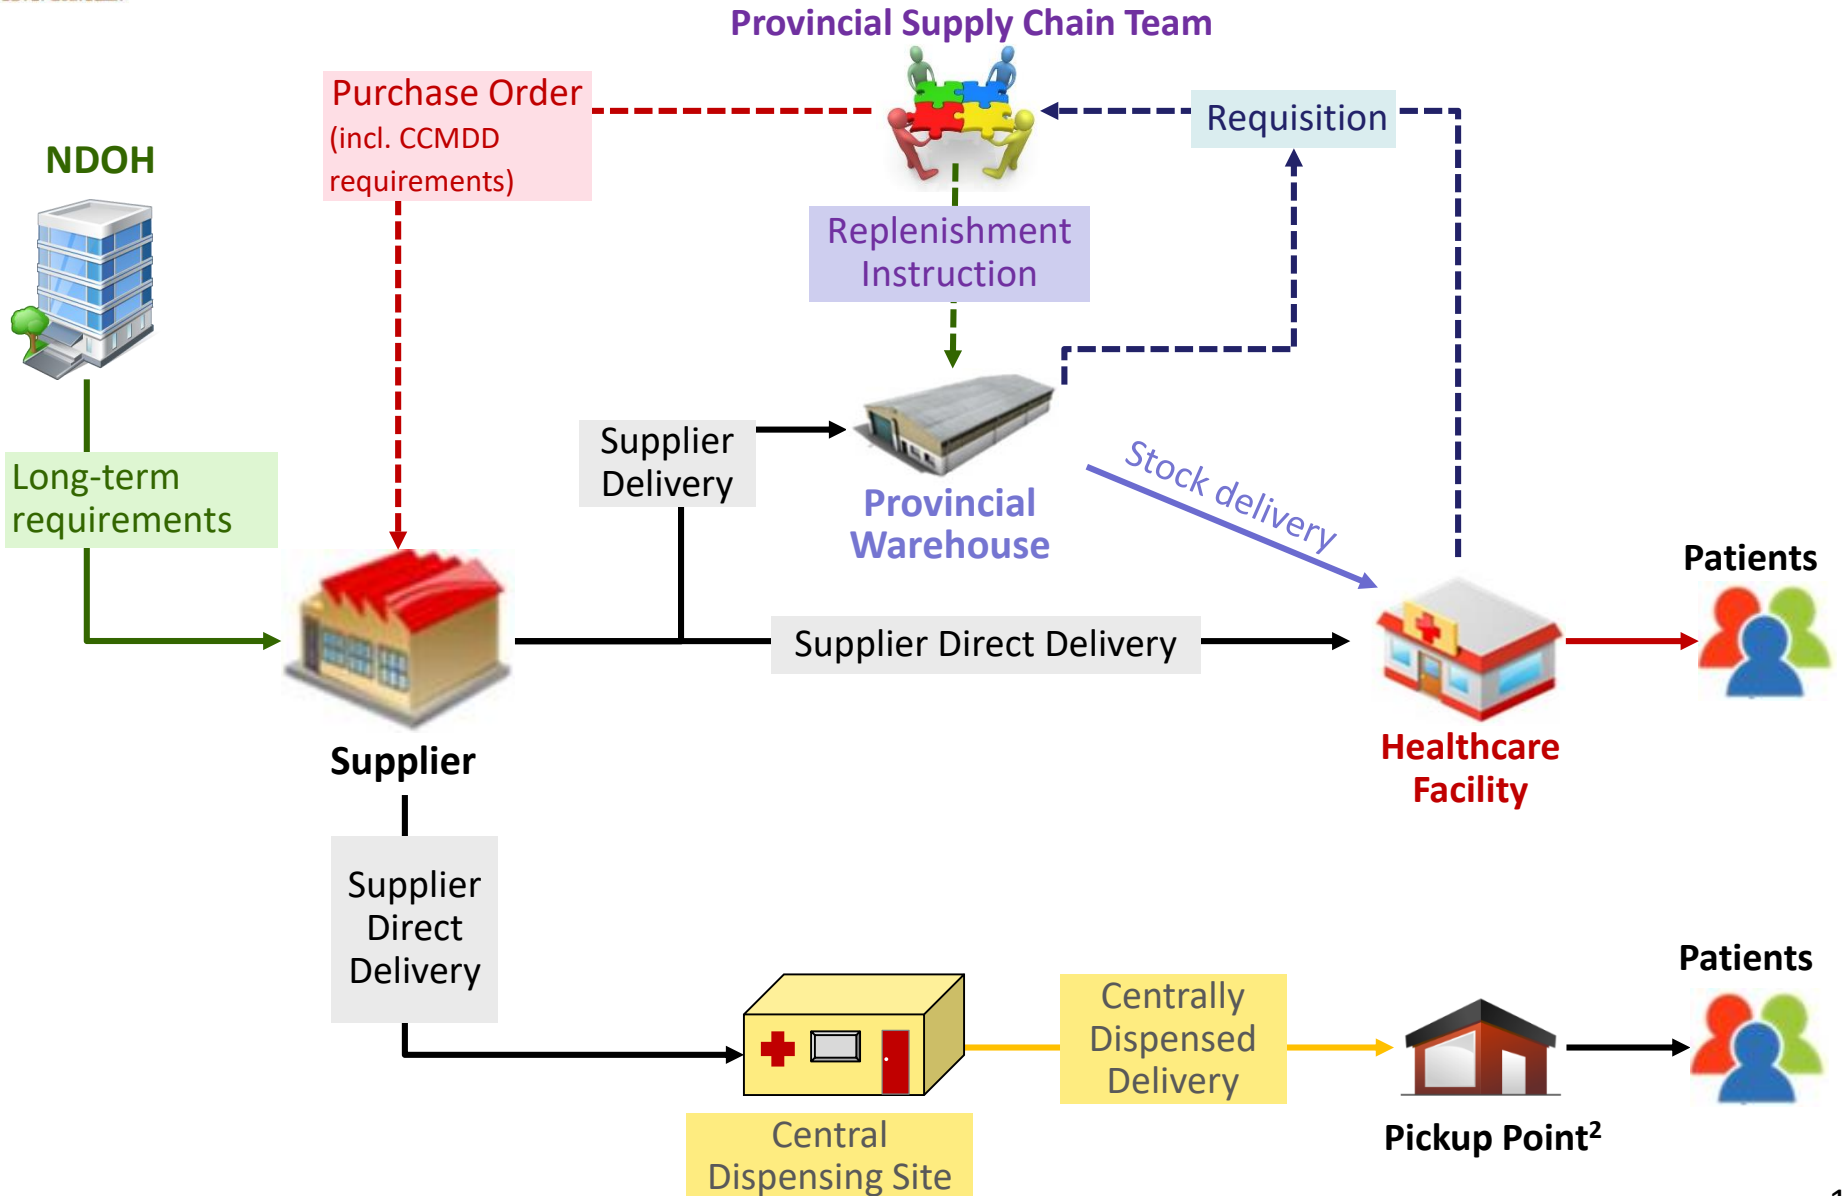 Provincial Supply Chain Team
Purchase Order
(incl. CCMDD
requirements)
Requisition
NDOH
Replenishment
Instruction
Long-term
requirements
Supplier
Delivery
Stock delivery
Provincial
Warehouse
Patients
Supplier Direct Delivery
Supplier
Healthcare
Facility
Supplier
Direct
Delivery
Patients
Centrally
Dispensed
Delivery
Pickup Point²
Central
Dispensing Site